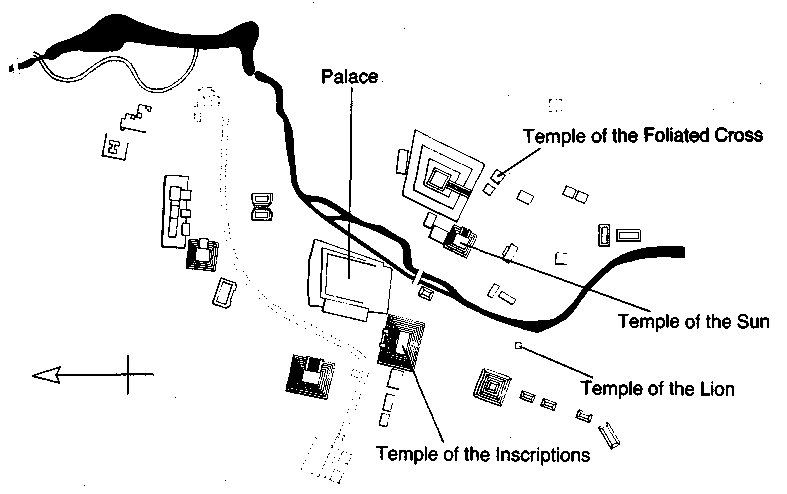 Palace
Temple of the Foliated Cross
Temple of the Sun
Temple of the Lion
Temple of the Inscriptions